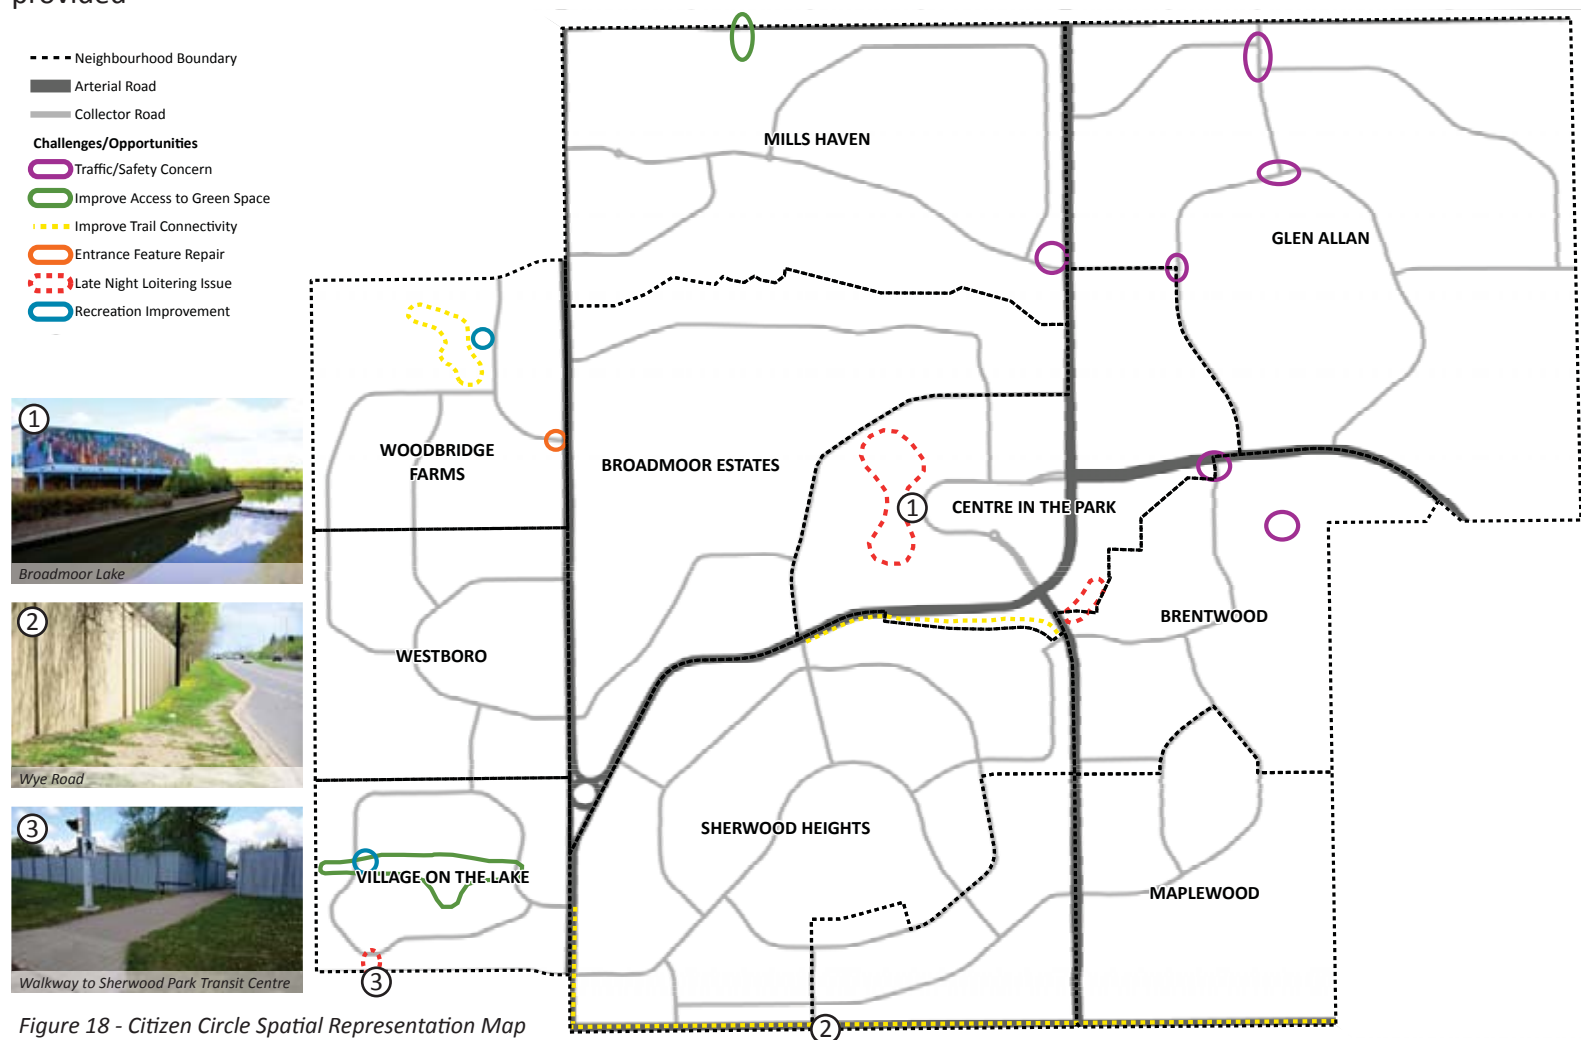 provided
Neighbourhood Boundary
Arterial Road
Collector Road
Challenges/Opportunities
Traffic/Safety Concern
Improve Access to Green Space
Improve Trail Connectivity
Entrance Feature Repair
Late Night Loitering Issue
Recreation Improvement
1
Broadmoor Lake
2
Wye Road
3
Walkway to Sherwood Park Transit Centre
Figure 18 - Citizen Circle Spatial Representation Map
MILLS HAVEN
GLEN ALLAN
WOODBRIDGE
FARMS
BROADMOOR ESTATES
1
CENTRE IN THE PARK
BRENTWOOD
WESTBORO
SHERWOOD HEIGHTS
VILLAGE ON THE LAKE
MAPLEWOOD
3
2